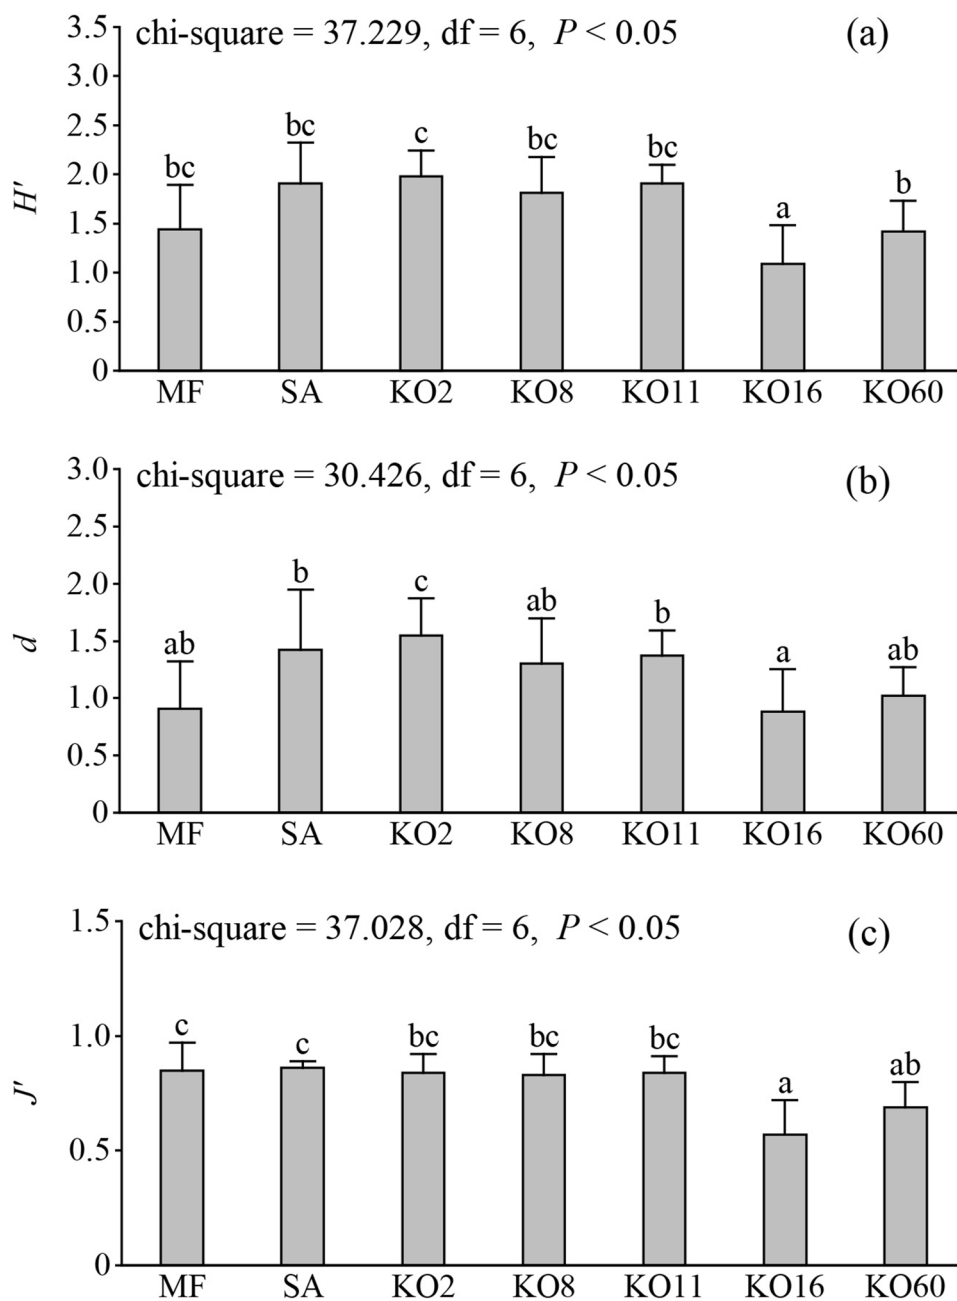 chi-square = 37.229, df = 6, P < 0.05 (a)
3.5
3.0
2.5
2.0
1.5
1.0
0.5
0
H'
bc bc c bc bc a b
MF SA KO2 KO8 KO11 KO16 KO60
chi-square = 30.426, df = 6, P < 0.05 (b)
3.0
2.5
2.0
1.5
1.0
0.5
0
d
ab b c ab b a ab
MF SA KO2 KO8 KO11 KO16 KO60
chi-square = 37.028, df = 6, P < 0.05 (c)
1.5
1.0
0.5
0
J'
c c bc bc bc a ab
MF SA KO2 KO8 KO11 KO16 KO60